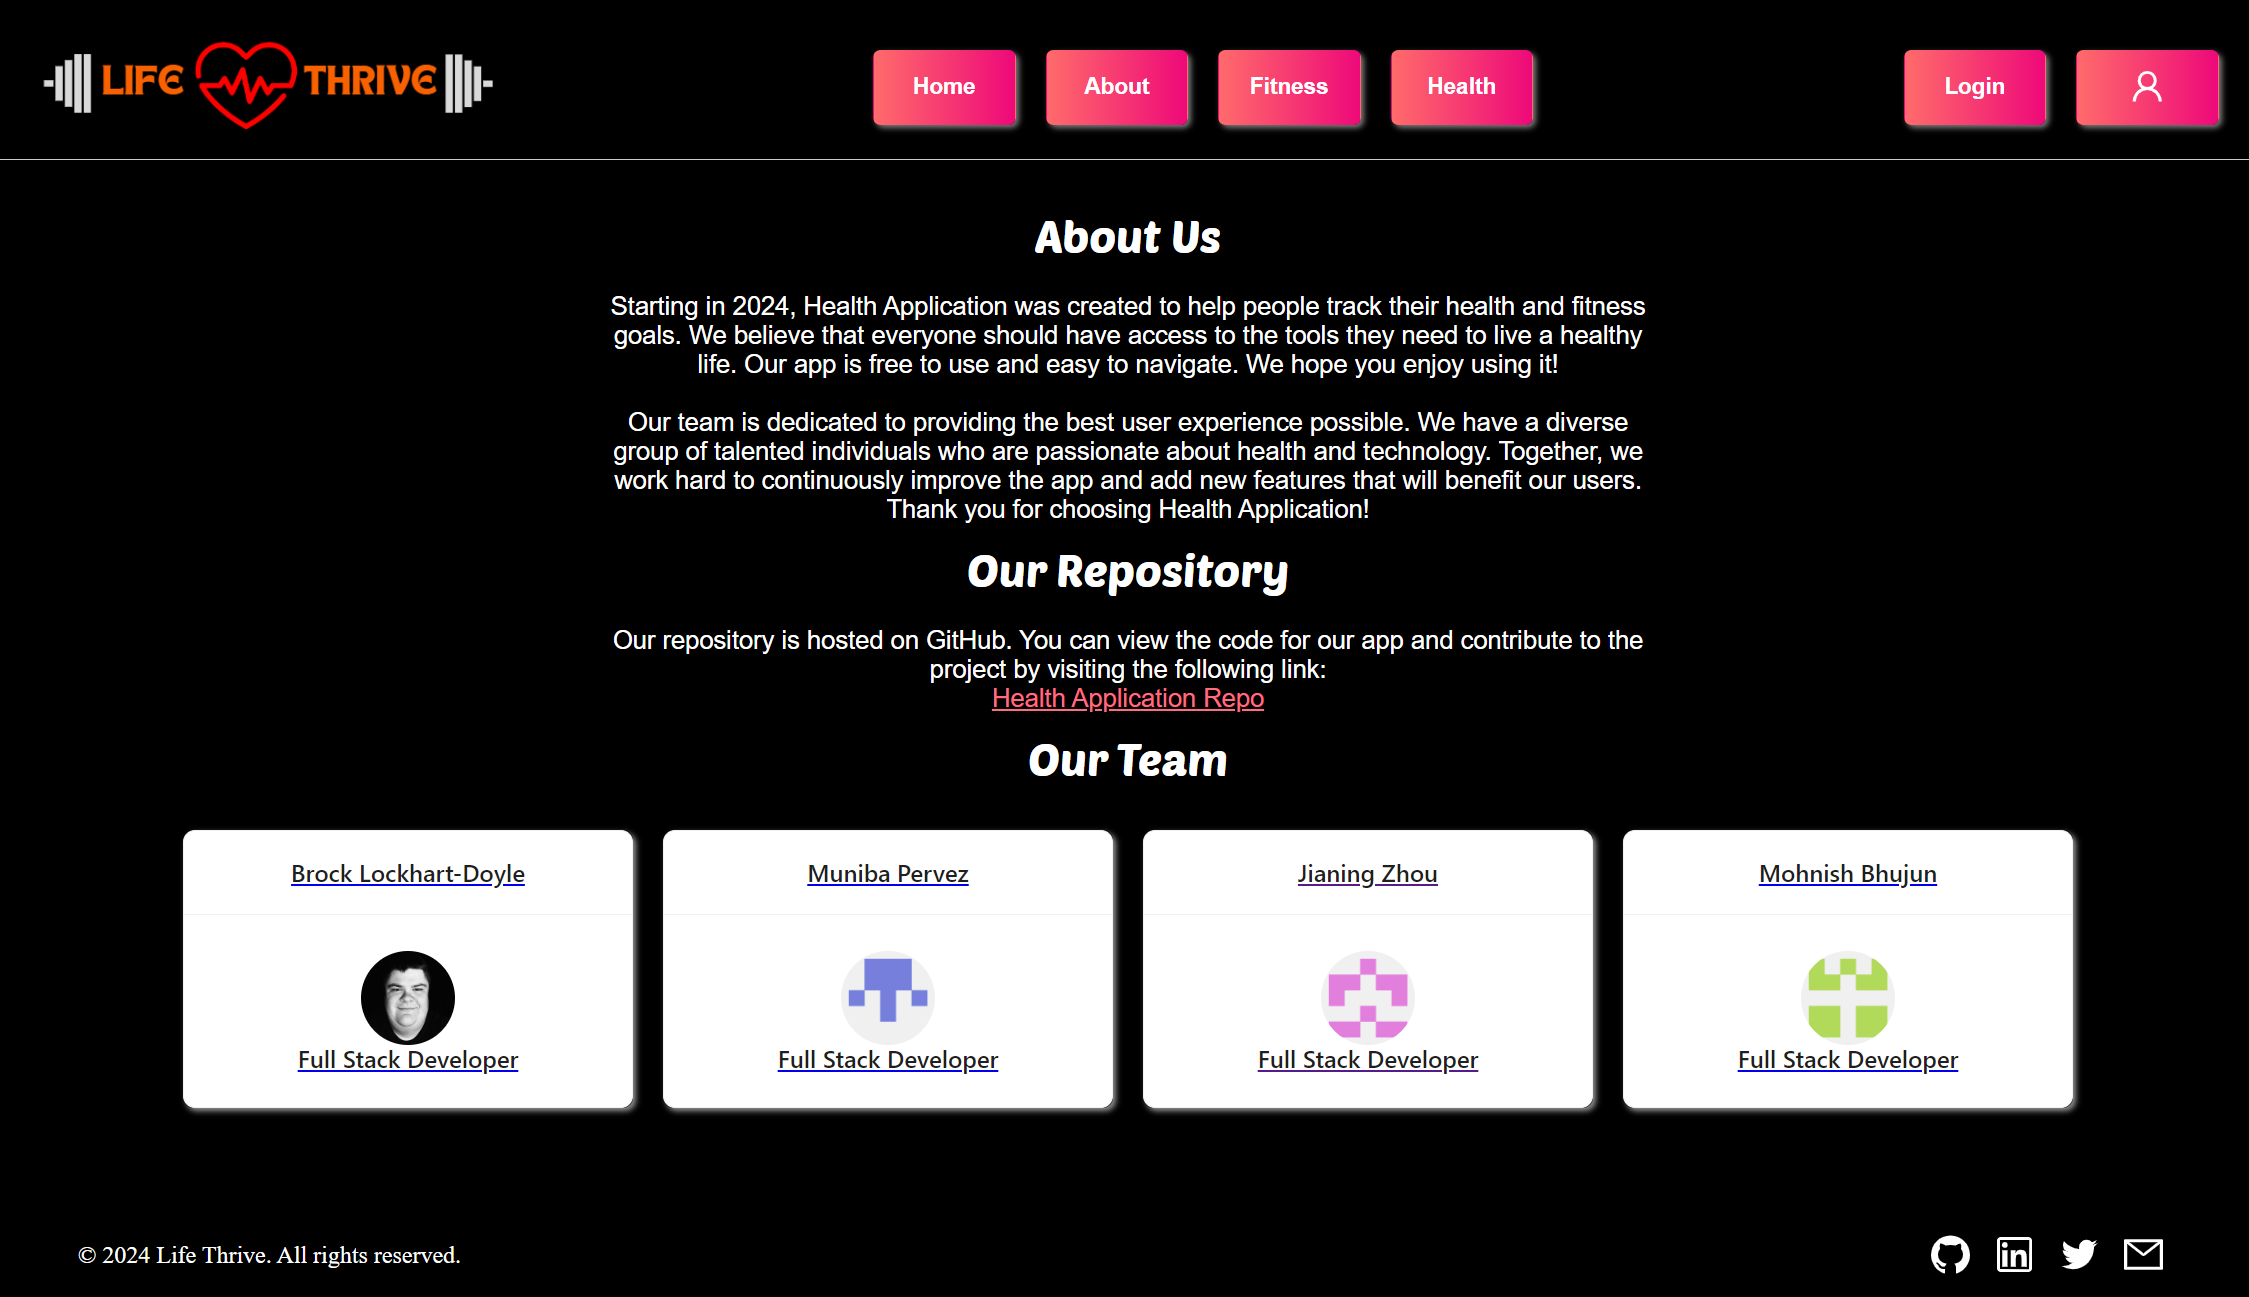 LIFE THRIVE
Home
About
Fitness
Health
Login
About Us
Starting in 2024, Health Application was created to help people track their health and fitness
goals. We believe that everyone should have access to the tools they need to live a healthy
life. Our app is free to use and easy to navigate. We hope you enjoy using it!
Our team is dedicated to providing the best user experience possible. We have a diverse
group of talented individuals who are passionate about health and technology. Together, we
work hard to continuously improve the app and add new features that will benefit our users.
Thank you for choosing Health Application!
Our Repository
Our repository is hosted on GitHub. You can view the code for our app and contribute to the
project by visiting the following link:
Health Application Repo
Our Team
Brock Lockhart-Doyle
Full Stack Developer
Muniba Pervez
Full Stack Developer
Jianing Zhou
Full Stack Developer
Mohnish Bhujun
Full Stack Developer
© 2024 Life Thrive. All rights reserved.
in